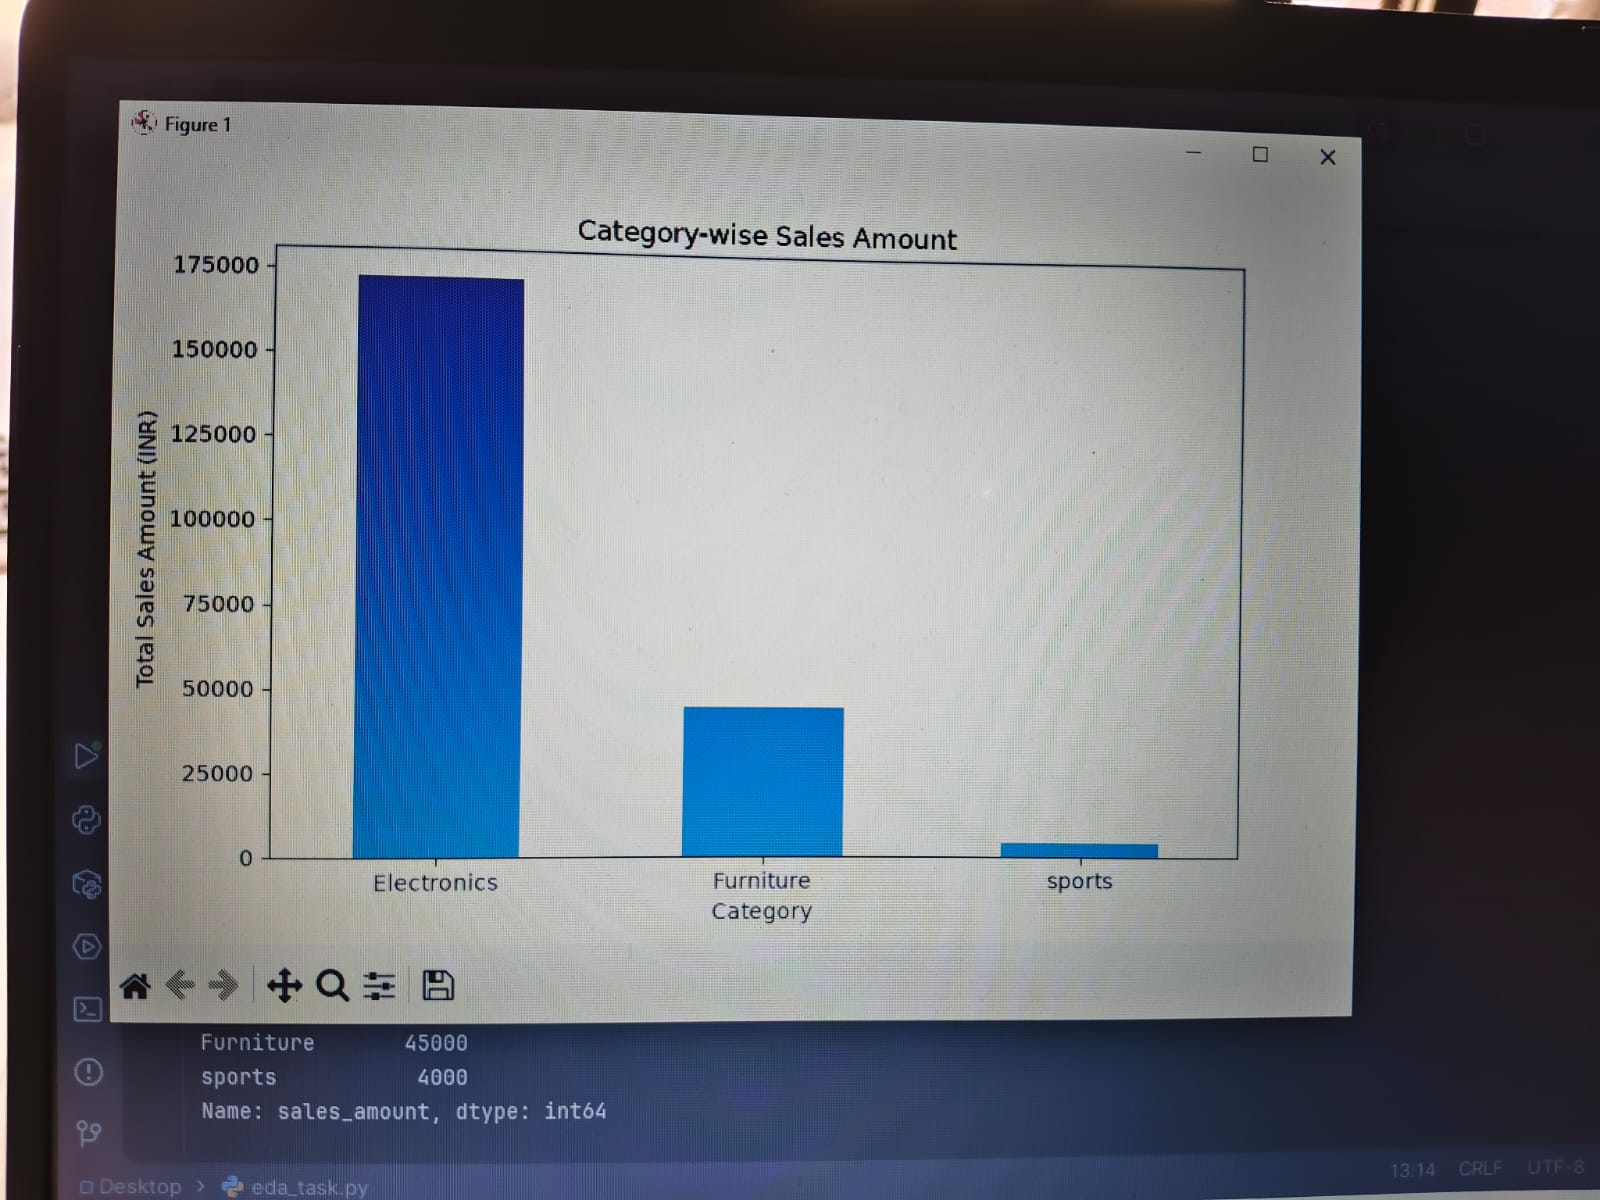 Figure 1
Category-wise Sales Amount
175000
150000
125000
100000
75000
50000
25000
0
Total Sales Amount (INR)
Electronics
Furniture
sports
Category
Furniture 45000
sports 4000
Name: sales_amount, dtype: int64
Desktop > eda_task.py
13:14 CRLF UTF-8